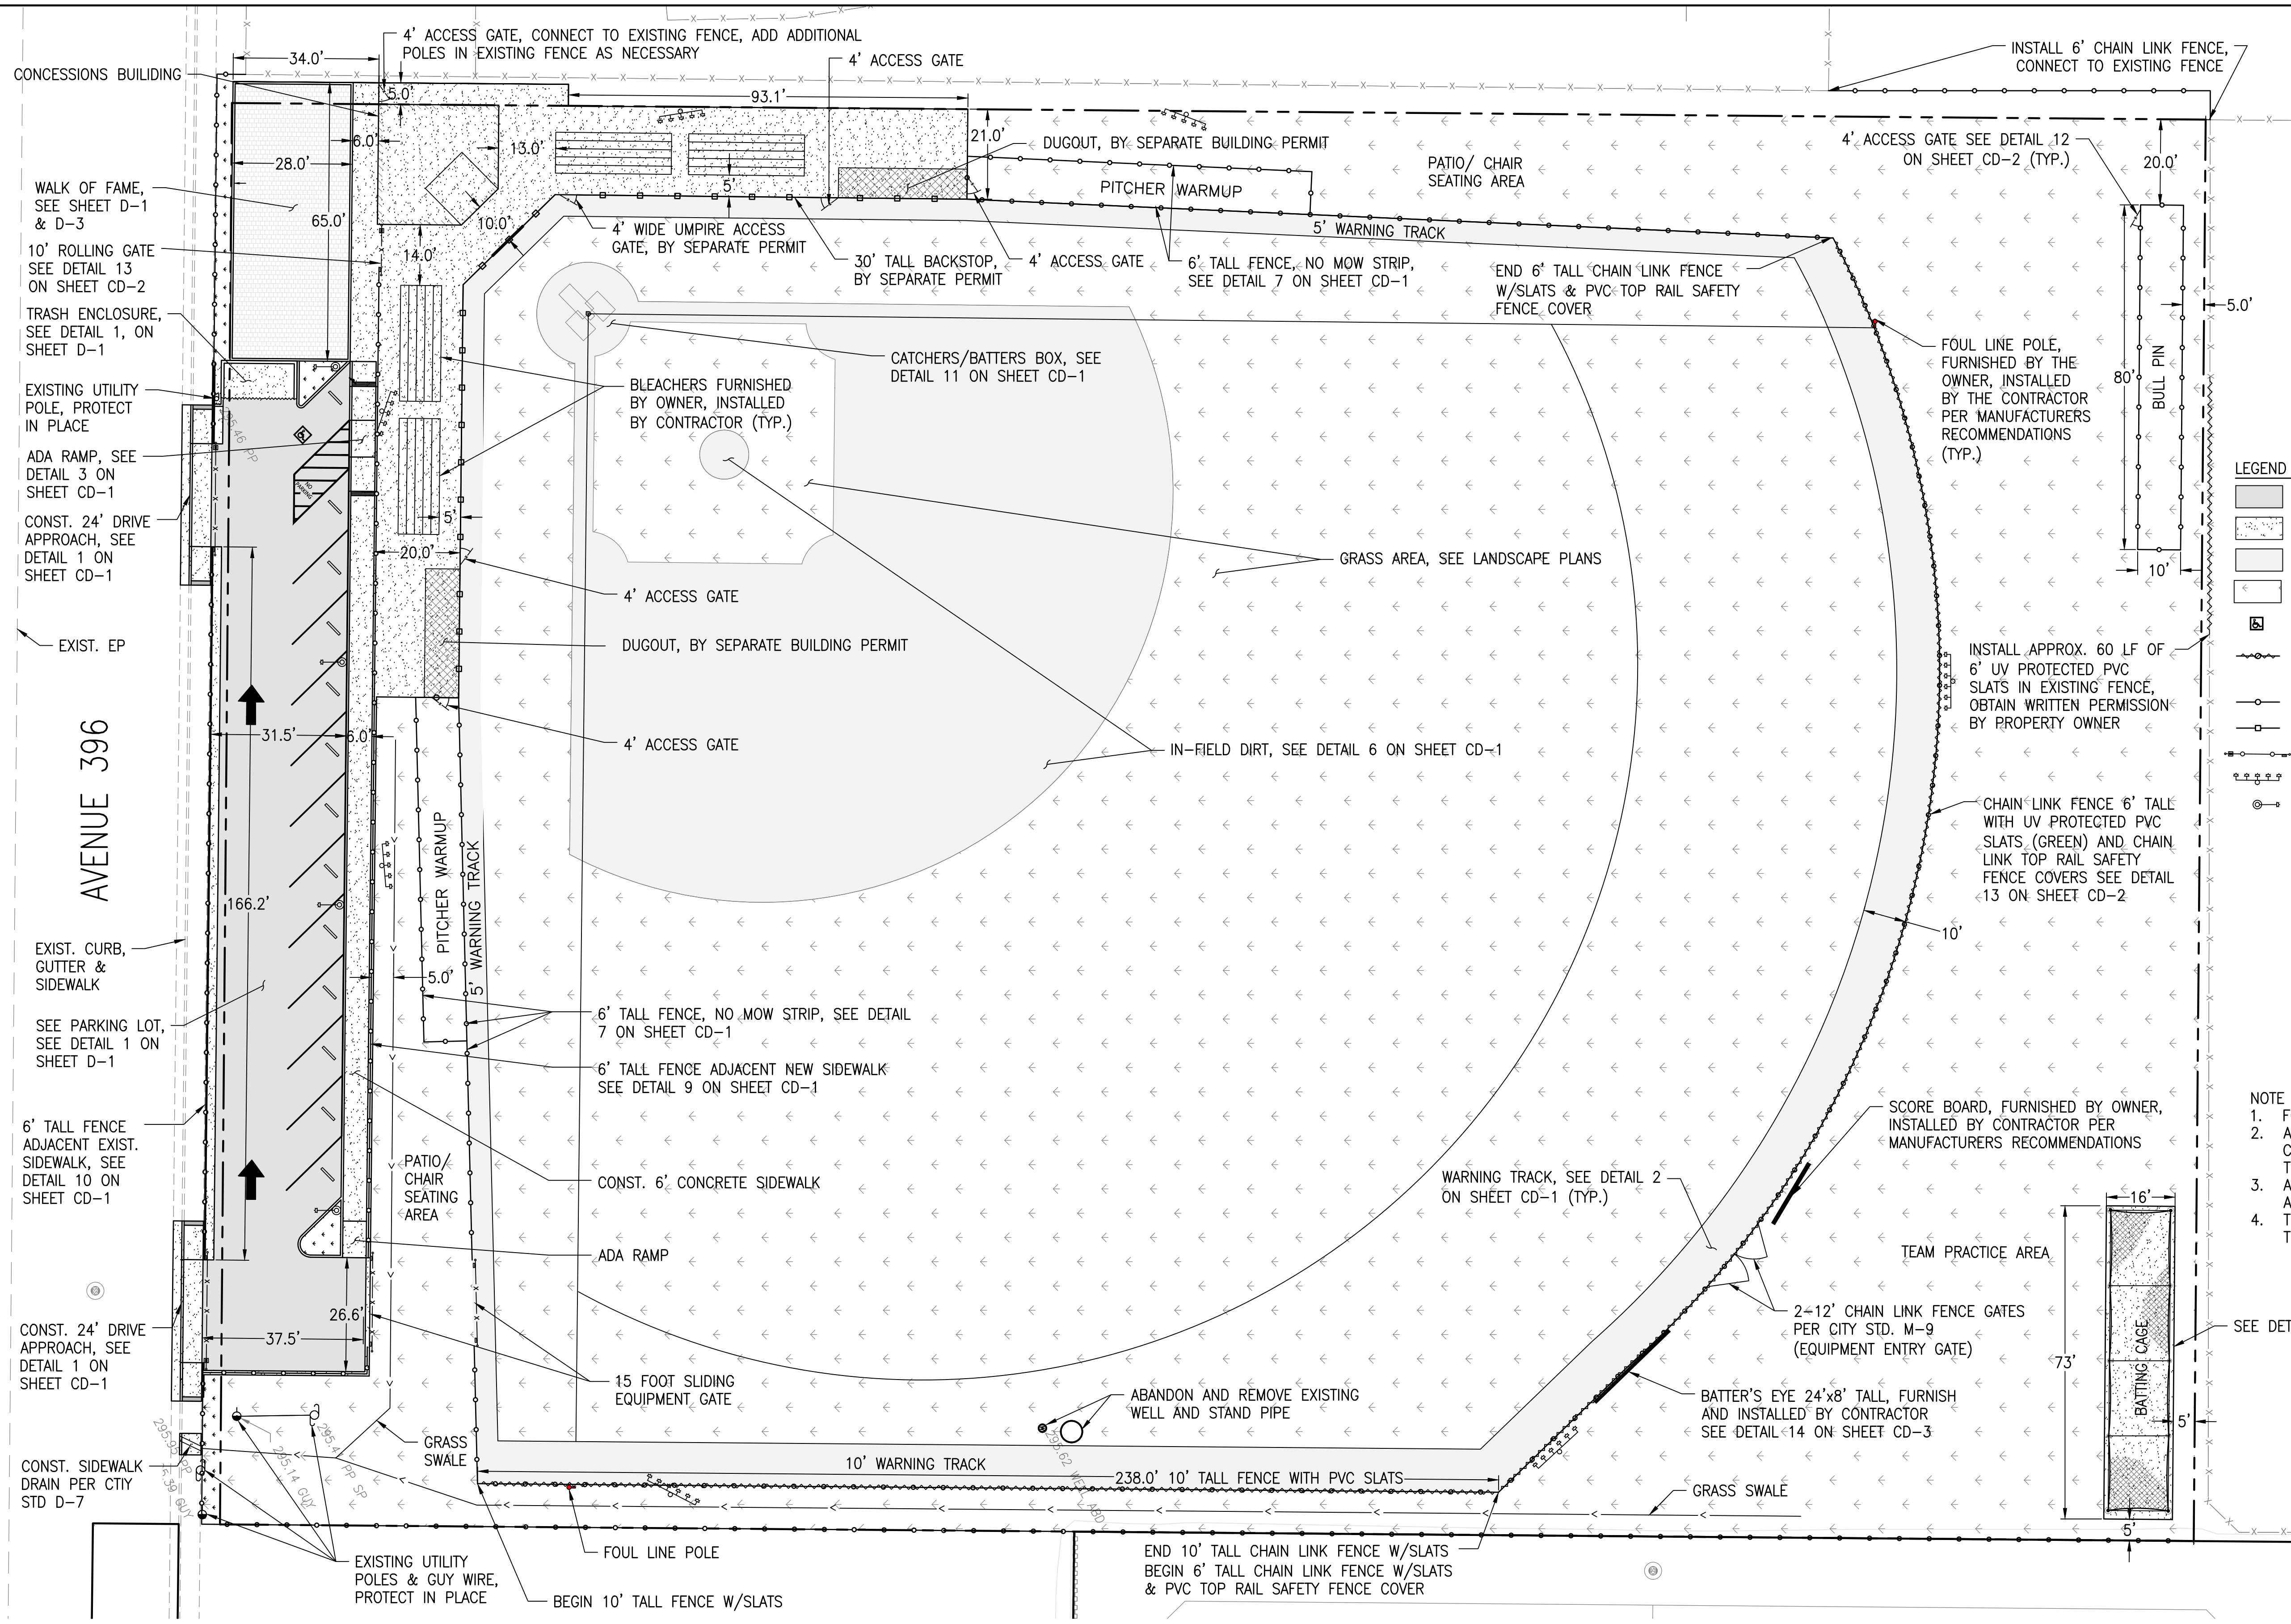 4' ACCESS GATE, CONNECT TO EXISTING FENCE, ADD ADDITIONAL
POLES IN EXISTING FENCE AS NECESSARY
34.0'
CONCESSIONS BUILDING
4' ACCESS GATE
INSTALL 6' CHAIN LINK FENCE,
CONNECT TO EXISTING FENCE
5.0'
93.1'
6.0'
28.0'
65.0'
13.0'
21.0'
DUGOUT, BY SEPARATE BUILDING PERMIT
PATIO/ CHAIR
SEATING AREA
4' ACCESS GATE SEE DETAIL 12
ON SHEET CD-2 (TYP.)
20.0'
WALK OF FAME,
SEE SHEET D-1
& D-3
5'
PITCHER WARMUP
10.0'
14.0'
4' WIDE UMPIRE ACCESS
GATE, BY SEPARATE PERMIT
5' WARNING TRACK
10' ROLLING GATE
SEE DETAIL 13
ON SHEET CD-2
30' TALL BACKSTOP,
BY SEPARATE PERMIT
4' ACCESS GATE
6' TALL FENCE, NO MOW STRIP,
SEE DETAIL 7 ON SHEET CD-1
END 6' TALL CHAIN LINK FENCE
W/SLATS & PVC TOP RAIL SAFETY
FENCE COVER
5.0'
TRASH ENCLOSURE,
SEE DETAIL 1, ON
SHEET D-1
CATCHERS/BATTERS BOX, SEE
DETAIL 11 ON SHEET CD-1
FOUL LINE POLE,
FURNISHED BY THE
OWNER, INSTALLED
BY THE CONTRACTOR
PER MANUFACTURERS
RECOMMENDATIONS
(TYP.)
80'
BULL PIN
10'
EXISTING UTILITY
POLE, PROTECT
IN PLACE
BLEACHERS FURNISHED
BY OWNER, INSTALLED
BY CONTRACTOR (TYP.)
ADA RAMP, SEE
DETAIL 3 ON
SHEET CD-1
NO
PARKING
LEGEND
CONST. 24' DRIVE
APPROACH, SEE
DETAIL 1 ON
SHEET CD-1
5'
20.0'
GRASS AREA, SEE LANDSCAPE PLANS
4' ACCESS GATE
EXIST. EP
DUGOUT, BY SEPARATE BUILDING PERMIT
INSTALL APPROX. 60 LF OF
6' UV PROTECTED PVC
SLATS IN EXISTING FENCE,
OBTAIN WRITTEN PERMISSION
BY PROPERTY OWNER
AVENUE 396
31.5'
6.0'
4' ACCESS GATE
IN-FIELD DIRT, SEE DETAIL 6 ON SHEET CD-1
CHAIN LINK FENCE 6' TALL
WITH UV PROTECTED PVC
SLATS (GREEN) AND CHAIN
LINK TOP RAIL SAFETY
FENCE COVERS SEE DETAIL
13 ON SHEET CD-2
166.2'
PITCHER WARMUP
5' WARNING TRACK
10'
EXIST. CURB,
GUTTER &
SIDEWALK
5.0'
SEE PARKING LOT,
SEE DETAIL 1 ON
SHEET D-1
6' TALL FENCE, NO MOW STRIP, SEE DETAIL
7 ON SHEET CD-1
6' TALL FENCE ADJACENT NEW SIDEWALK
SEE DETAIL 9 ON SHEET CD-1
6' TALL FENCE
ADJACENT EXIST.
SIDEWALK, SEE
DETAIL 10 ON
SHEET CD-1
PATIO/
CHAIR
SEATING
AREA
CONST. 6' CONCRETE SIDEWALK
SCORE BOARD, FURNISHED BY OWNER,
INSTALLED BY CONTRACTOR PER
MANUFACTURERS RECOMMENDATIONS
NOTE
1. F
2. A
C
T
3. A
A
4. T
T
WARNING TRACK, SEE DETAIL 2
ON SHEET CD-1 (TYP.)
16'
TEAM PRACTICE AREA
ADA RAMP
26.6'
37.5'
CONST. 24' DRIVE
APPROACH, SEE
DETAIL 1 ON
SHEET CD-1
2-12' CHAIN LINK FENCE GATES
PER CITY STD. M-9
(EQUIPMENT ENTRY GATE)
73'
BATTING CAGE
SEE DET
15 FOOT SLIDING
EQUIPMENT GATE
ABANDON AND REMOVE EXISTING
WELL AND STAND PIPE
BATTER'S EYE 24'x8' TALL, FURNISH
AND INSTALLED BY CONTRACTOR
SEE DETAIL 14 ON SHEET CD-3
5'
GRASS
SWALE
CONST. SIDEWALK
DRAIN PER CTIY
STD D-7
295.14 GUY
295.62 WELL ABD
10' WARNING TRACK
238.0' 10' TALL FENCE WITH PVC SLATS
GRASS SWALE
5'
FOUL LINE POLE
EXISTING UTILITY
POLES & GUY WIRE,
PROTECT IN PLACE
BEGIN 10' TALL FENCE W/SLATS
END 10' TALL CHAIN LINK FENCE W/SLATS
BEGIN 6' TALL CHAIN LINK FENCE W/SLATS
& PVC TOP RAIL SAFETY FENCE COVER